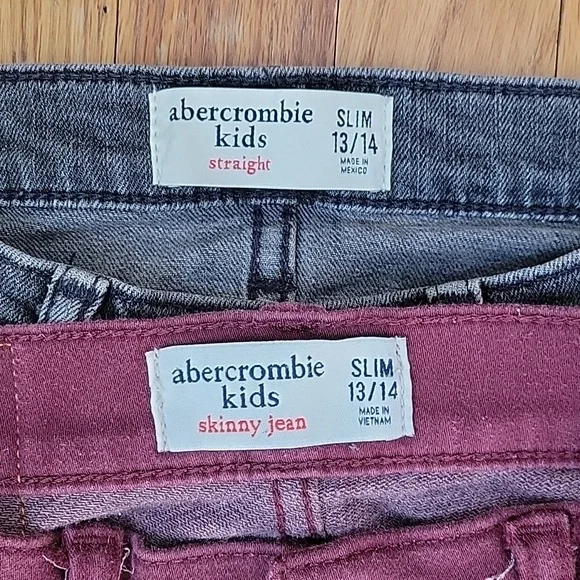 abercrombie
kids
straight
SLIM
13/14
MADE IN
MEXICO
abercrombie
kids
skinny jean
SLIM
13/14
MADE IN
VIETNAM